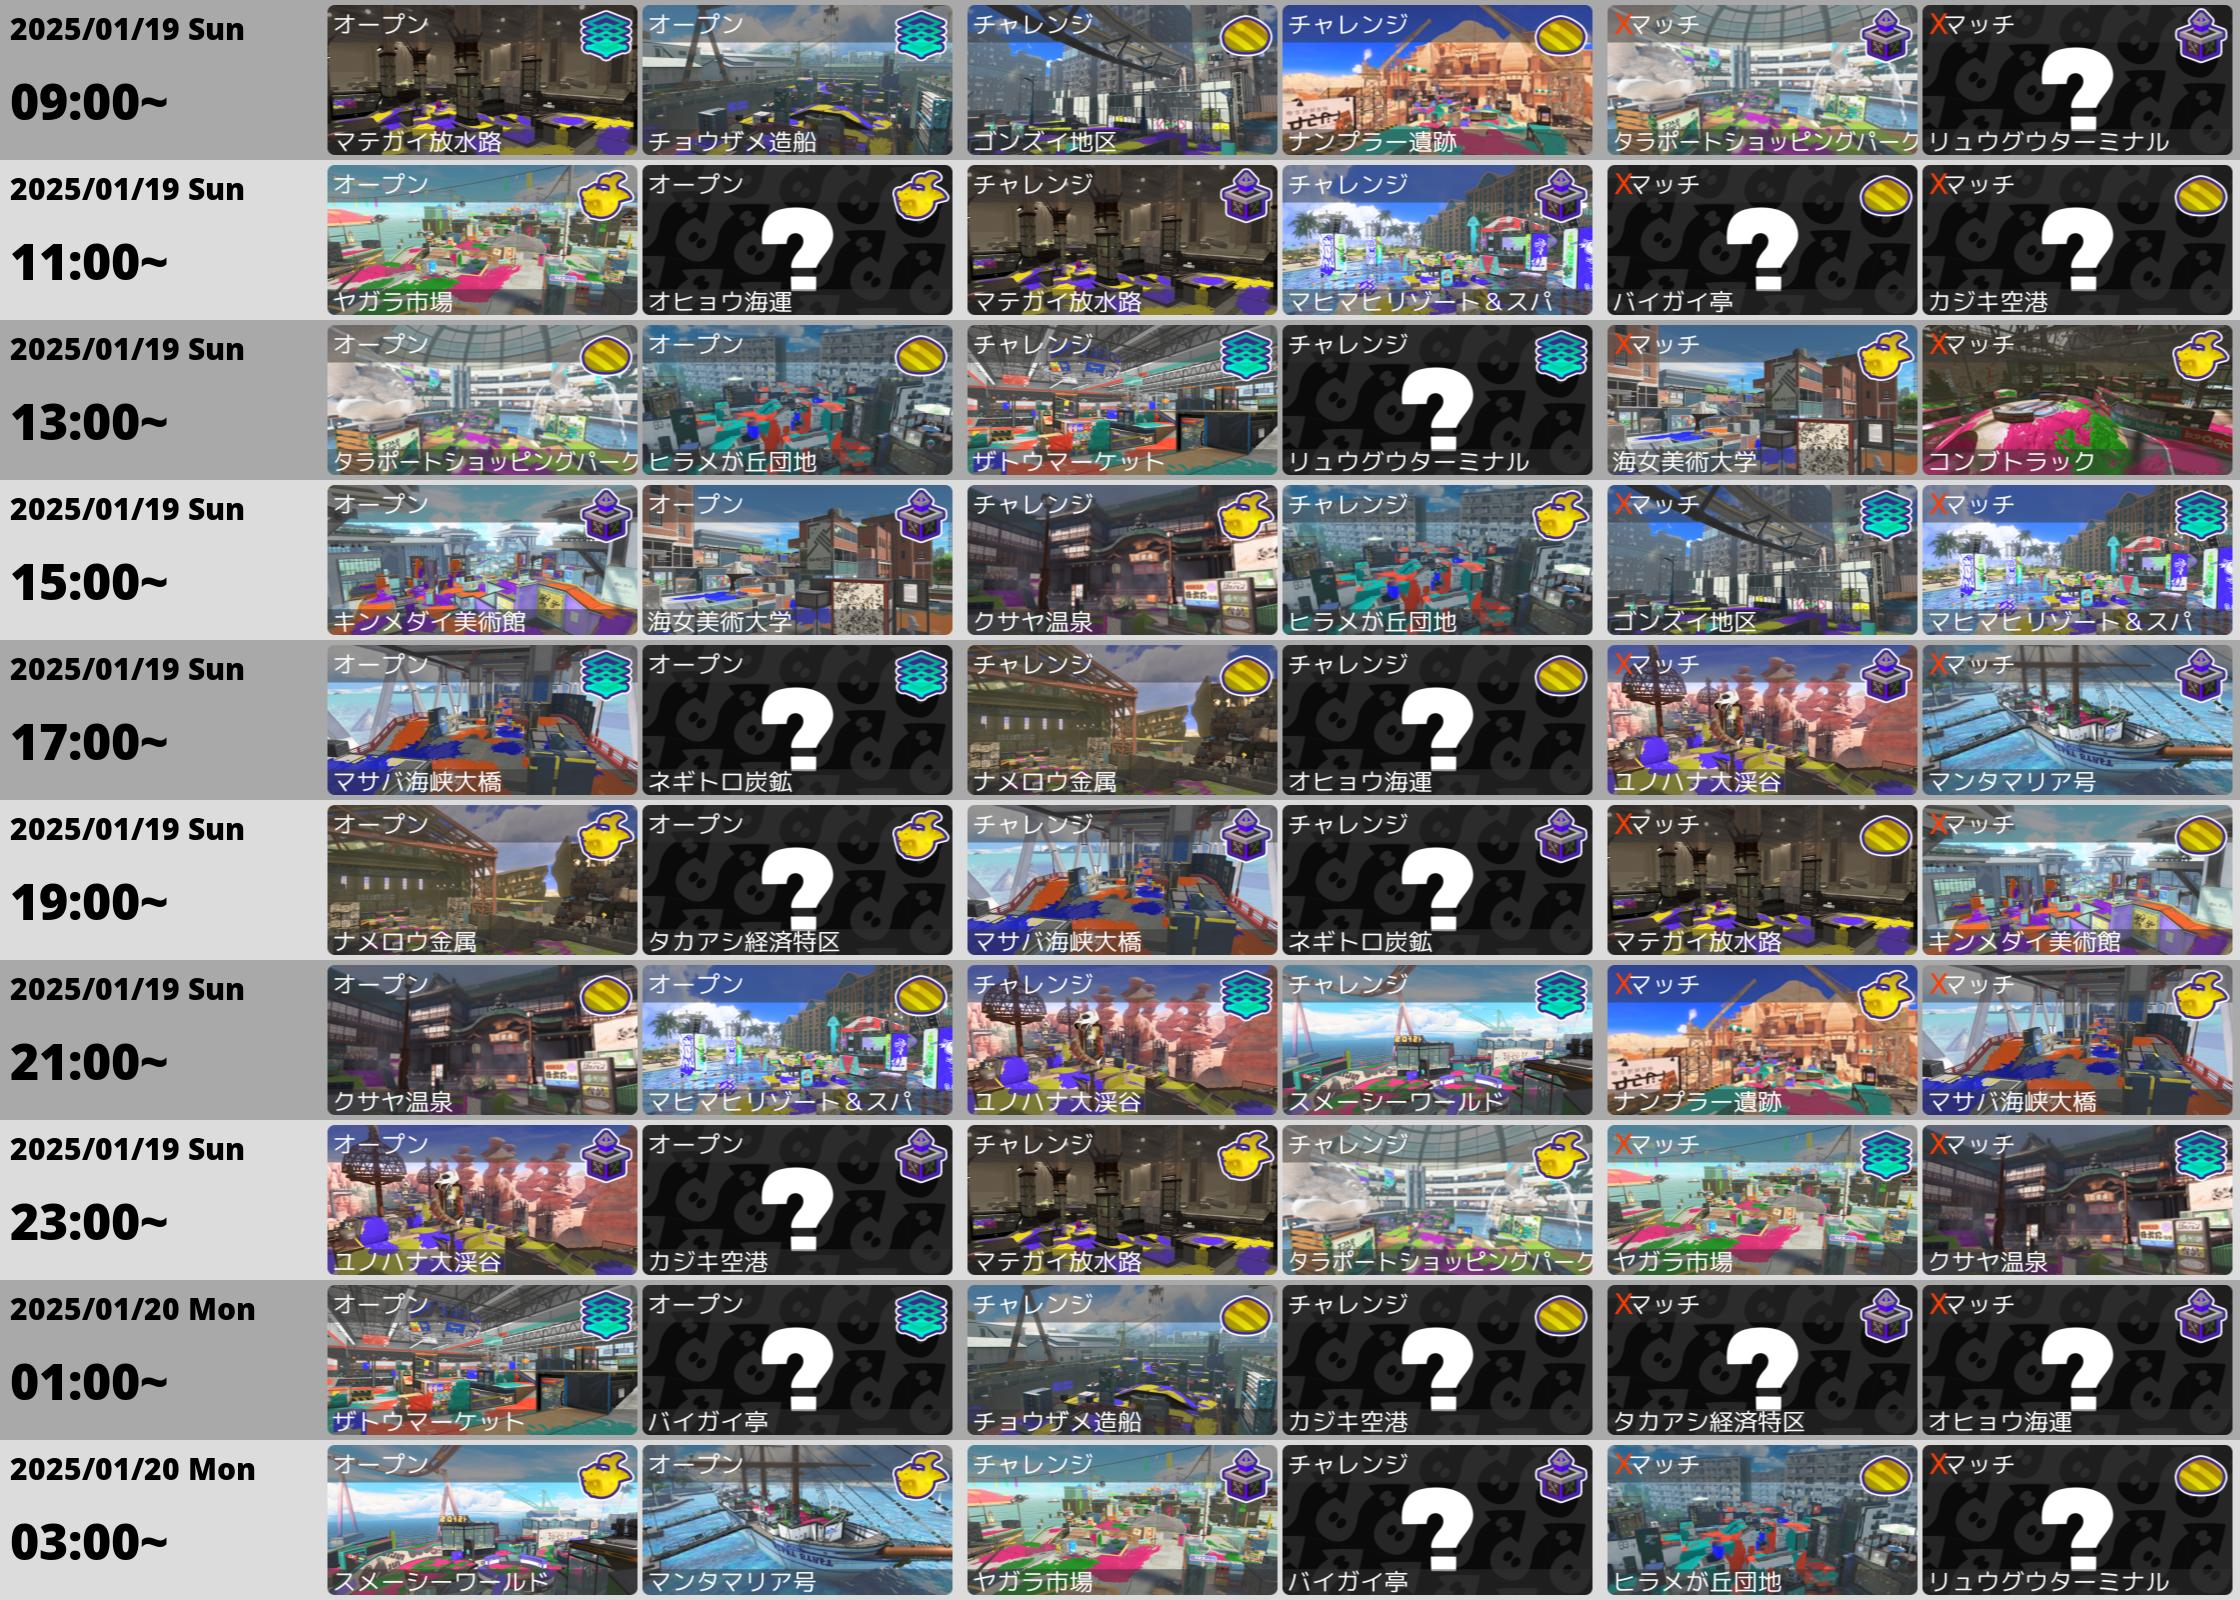 2025/01/19 Sun
09:00~
オープン
マテガイ放水路
オープン
チョウザメ造船
チャレンジ
ゴンズイ地区
チャレンジ
ナンプラー遺跡
Xマッチ
タラポートショッピングパーク
Xマッチ
リュウグウターミナル
2025/01/19 Sun
11:00~
オープン
ヤガラ市場
オープン
オヒョウ海運
チャレンジ
マテガイ放水路
チャレンジ
マヒマヒリゾート&スパ
Xマッチ
バイガイ亭
Xマッチ
カジキ空港
2025/01/19 Sun
13:00~
オープン
タラポートショッピングパーク
オープン
ヒラメが丘団地
チャレンジ
ザトウマーケット
チャレンジ
リュウグウターミナル
Xマッチ
海女美術大学
Xマッチ
コンブトラック
2025/01/19 Sun
15:00~
オープン
キンメダイ美術館
オープン
海女美術大学
チャレンジ
クサヤ温泉
チャレンジ
ヒラメが丘団地
Xマッチ
ゴンズイ地区
Xマッチ
マヒマヒリゾート&スパ
2025/01/19 Sun
17:00~
オープン
マサバ海峡大橋
オープン
ネギトロ炭鉱
チャレンジ
ナメロウ金属
チャレンジ
オヒョウ海運
Xマッチ
ユノハナ大渓谷
Xマッチ
マンタマリア号
2025/01/19 Sun
19:00~
オープン
ナメロウ金属
オープン
タカアシ経済特区
チャレンジ
マサバ海峡大橋
チャレンジ
ネギトロ炭鉱
Xマッチ
マテガイ放水路
Xマッチ
キンメダイ美術館
2025/01/19 Sun
21:00~
オープン
クサヤ温泉
オープン
マヒマヒリゾート&スパ
チャレンジ
ユノハナ大渓谷
チャレンジ
スメーシーワールド
Xマッチ
ナンプラー遺跡
Xマッチ
マサバ海峡大橋
2025/01/19 Sun
23:00~
オープン
ユノハナ大渓谷
オープン
カジキ空港
チャレンジ
マテガイ放水路
チャレンジ
タラポートショッピングパーク
Xマッチ
ヤガラ市場
Xマッチ
クサヤ温泉
2025/01/20 Mon
01:00~
オープン
ザトウマーケット
オープン
バイガイ亭
チャレンジ
チョウザメ造船
チャレンジ
カジキ空港
Xマッチ
タカアシ経済特区
Xマッチ
オヒョウ海運
2025/01/20 Mon
03:00~
オープン
スメーシーワールド
オープン
マンタマリア号
チャレンジ
ヤガラ市場
チャレンジ
バイガイ亭
Xマッチ
ヒラメが丘団地
Xマッチ
リュウグウターミナル